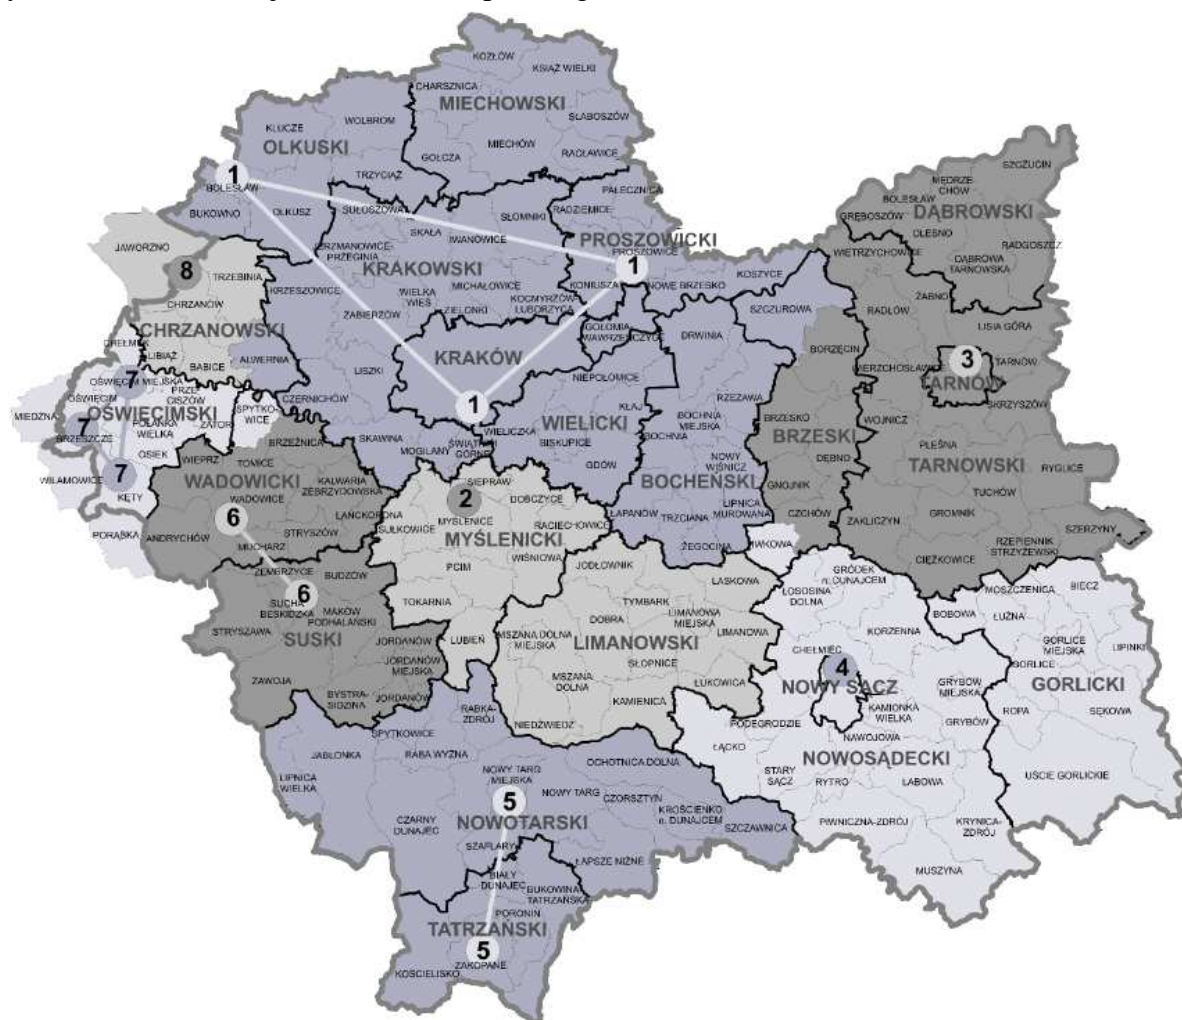 KOZŁÓW
KSIĄŻ WIELKI
CHARSZNICA
MIECHOWSKI
SŁABOSZÓW
KLUCZE
WOLBROM
OLKUSKI
MIECHÓW
GOŁCZA
RACŁAWICE
TRZYCIĄŻ
1
BOLESŁAW
BUKOWNO
OLKUSZ
SUŁOSZOWA
SŁOMNIKI
PAŁECZNICA
RADZIEMICE
SKAŁA
IWANOWICE
PROSZOWICKI
PROSZOWICE
1
JERZMANOWICE-
PRZEGINIA
KRAKOWSKI
KONIUSZA
NOWE BRZESKO
KOSZYCE
KRZESZOWICE
WIELKA
WIEŚ
MICHAŁOWICE
ZIELONKI
KOCMYRZÓW-
LUBORZYCA
ZABIERZÓW
SZCZUCIN
MĘDRZE-
CHÓW
BOLESŁAW
GRĘBOSZÓW
DĄBROWSKI
OLESNO
RADGOSZCZ
DĄBROWA
TARNOWSKA
WIETRZYCHOWICE
JAWORZNO
8
TRZEBINIA
CHRZANÓW
CHRZANOWSKI
CHEŁMEK
LIBIĄŻ
BABICE
ALWERNIA
LISZKI
CZERNICHÓW
KRAKÓW
1
IGOŁOMIA
WAWRZEŃCZYCE
DRWINIA
SZCZUROWA
BORZĘCIN
ŻABNO
RADŁÓW
LISIA GÓRA
3
TARNÓW
TARNÓW
WIERZCHOSŁAWICE
SKRZYSZÓW
NIEPOŁOMICE
KŁAJ
RZEZAWA
WOJNICZ
OŚWIĘCIM MIEJSKA
7
OŚWIĘCIM
PRZE-
CISZÓW
OŚWIĘCIMSKI
MIEDŹNA
7
BRZESZCZE
POLANKA
WIELKA
ZATOR
SPYTKO-
WICE
OSIEK
7
WILAMOWICE
KĘTY
PORĄBKA
WIEPRZ
TOMICE
BRZEŹNICA
SKAWINA
MOGILANY
ŚWIĄTNIKI
GÓRNE
WIELICZKA
WIELICKI
BISKUPICE
GDÓW
BOCHNIA
BOCHNIA
MIEJSKA
BRZESKO
BRZESKI
DĘBNO
PLEŚNA
TARNOWSKI
RYGLICE
TUCHÓW
NOWY
WIŚNICZ
BOCHEŃSKI
LIPNICA
MUROWANA
GNOJNIK
CZCHÓW
ZAKLICZYN
GROMNIK
SZERZYNY
RZEPIENNIK
STRZYŻEWSKI
CIĘŻKOWICE
WADOWICKI
WADOWICE
KALWARIA
ZEBRZYDOWSKA
LANCKORONA
6
ANDRYCHÓW
STRYSZÓW
MUCHARZ
SIEPRAW
2
DOBCZYCE
MYŚLENICE
SUŁKOWICE
RACIECHOWICE
MYŚLENICKI
WIŚNIOWA
PCIM
TOKARNIA
LUBIEŃ
ŁAPANÓW
TRZCIANA
ŻEGOCINA
IWKOWA
JODŁOWNIK
LASKOWA
TYMBARK
DOBRA
LIMANOWA
MIEJSKA
LIMANOWA
MSZANA DOLNA
MIEJSKA
LIMANOWSKI
SŁOPNICE
MSZANA
DOLNA
ŁUKOWICA
KAMIENICA
NIEDŹWIEDŹ
ZEMBRZYCE
BUDZÓW
SUCHA
BESKIDZKA
6
MAKÓW
PODHALAŃSKI
STRYSZAWA
SUSKI
JORDANÓW
JORDANÓW
MIEJSKA
ZAWOJA
BYSTRA-
SIDZINA
JORDANÓW
GRÓDEK
n. DUNAJCEM
ŁOSOSINA
DOLNA
KORZENNA
CHEŁMIEC
4
NOWY SĄCZ
GRYBÓW
MIEJSKA
KAMIONKA
WIELKA
GRYBÓW
PODEGRODZIE
NAWOJOWA
ŁĄCKO
NOWOSĄDECKI
STARY
SĄCZ
RYTRO
ŁABOWA
PIWNICZNA-ZDRÓJ
KRYNICA-
ZDRÓJ
MUSZYNA
MOSZCZENICA
BIECZ
BOBOWA
ŁUŻNA
GORLICE
MIEJSKA
LIPINKI
GORLICE
GORLICKI
ROPA
SĘKOWA
UŚCIE GORLICKIE
RABKA-
ZDRÓJ
SPYTKOWICE
JABŁONKA
RABA WYŻNA
OCHOTNICA DOLNA
LIPNICA
WIELKA
NOWY TARG
MIEJSKA
NOWY TARG
5
CZORSZTYN
NOWOTARSKI
KROŚCIENKO
n. DUNAJCEM
SZCZAWNICA
CZARNY
DUNAJEC
SZAFLARY
ŁAPSZE NIŻNE
BIAŁY
DUNAJEC
BUKOWINA
TATRZAŃSKA
PORONIN
TATRZAŃSKI
5
ZAKOPANE
KOŚCIELISKO